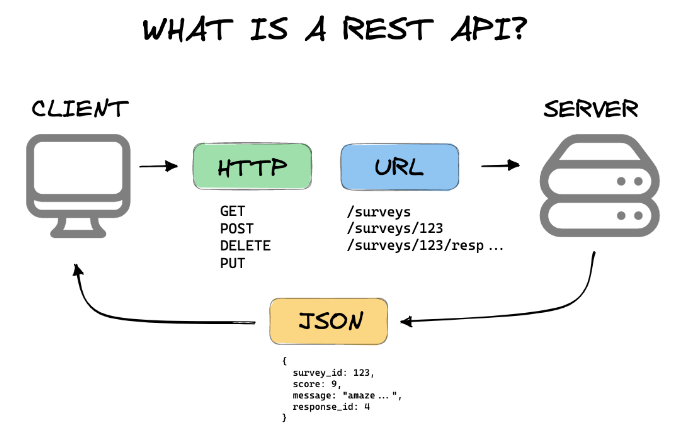 WHAT IS A REST API?
CLIENT
SERVER
HTTP
URL
GET
POST
DELETE
PUT
/surveys
/surveys/123
/surveys/123/resp...
JSON
{
survey_id: 123,
score: 9,
message: "amaze...",
response_id: 4
}